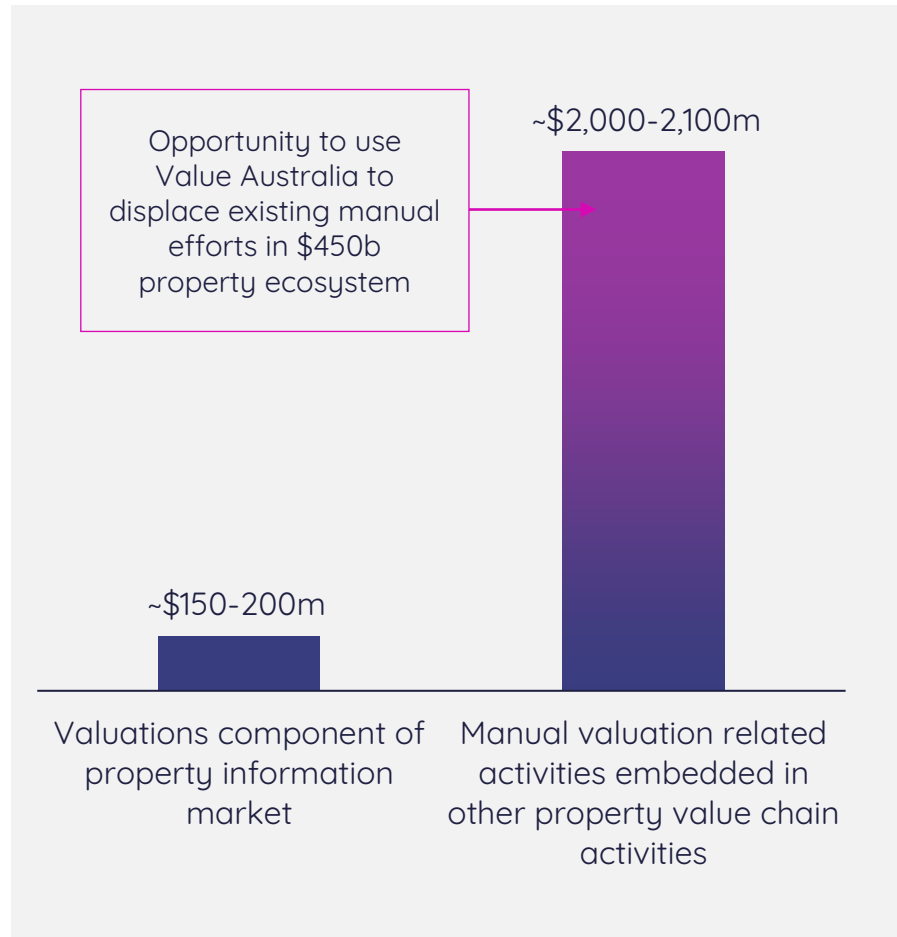 Opportunity to use
Value Australia to
displace existing manual
efforts in $450b
property ecosystem
~$2,000-2,100m
~$150-200m
Valuations component of
property information
market
Manual valuation related
activities embedded in
other property value chain
activities